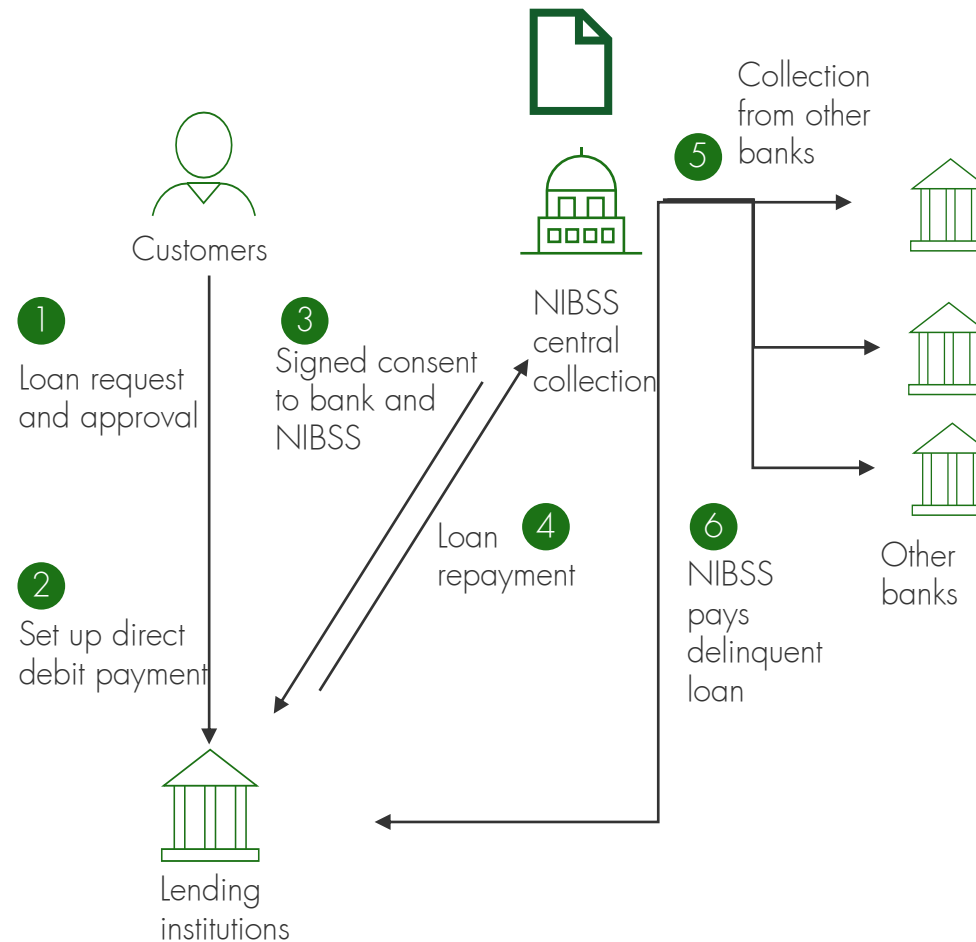 Customers
1
Loan request
and approval
2
Set up direct
debit payment
3
Signed consent
to bank and
NIBSS
Loan
repayment
4
NIBSS
central
collection
5
Collection
from other
banks
6
NIBSS
pays
delinquent
loan
Other
banks
Lending
institutions